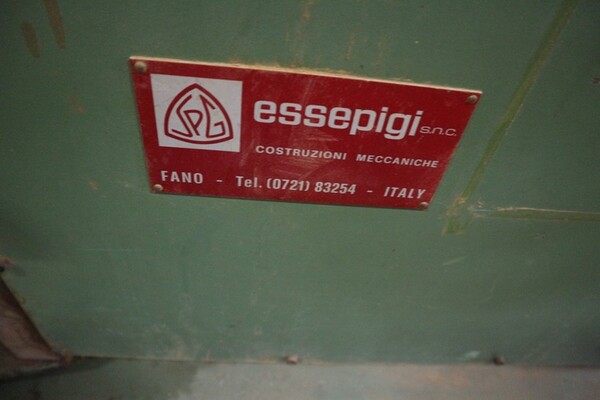 SPG
essepigi s.n.c.
COSTRUZIONI MECCANICHE
FANO - Tel. (0721) 83254 - ITALY